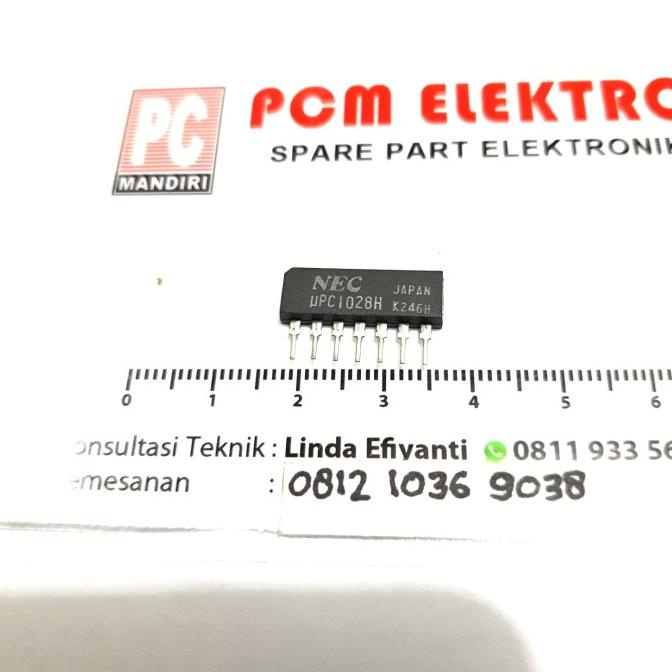 PC
MANDIRI
PCM ELEKTRO
SPARE PART ELEKTRONIK
NEC JAPAN
µPC1028H K246H
0 1 2 3 4 5 6
onsultasi Teknik : Linda Efiyanti 0811 933 56
emesanan : 0812 1036 9038